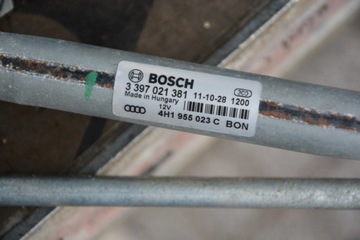 BOSCH
3 397 021 381 11-10-28 1200
Made in Hungary
12V
4H1 955 023 C BON